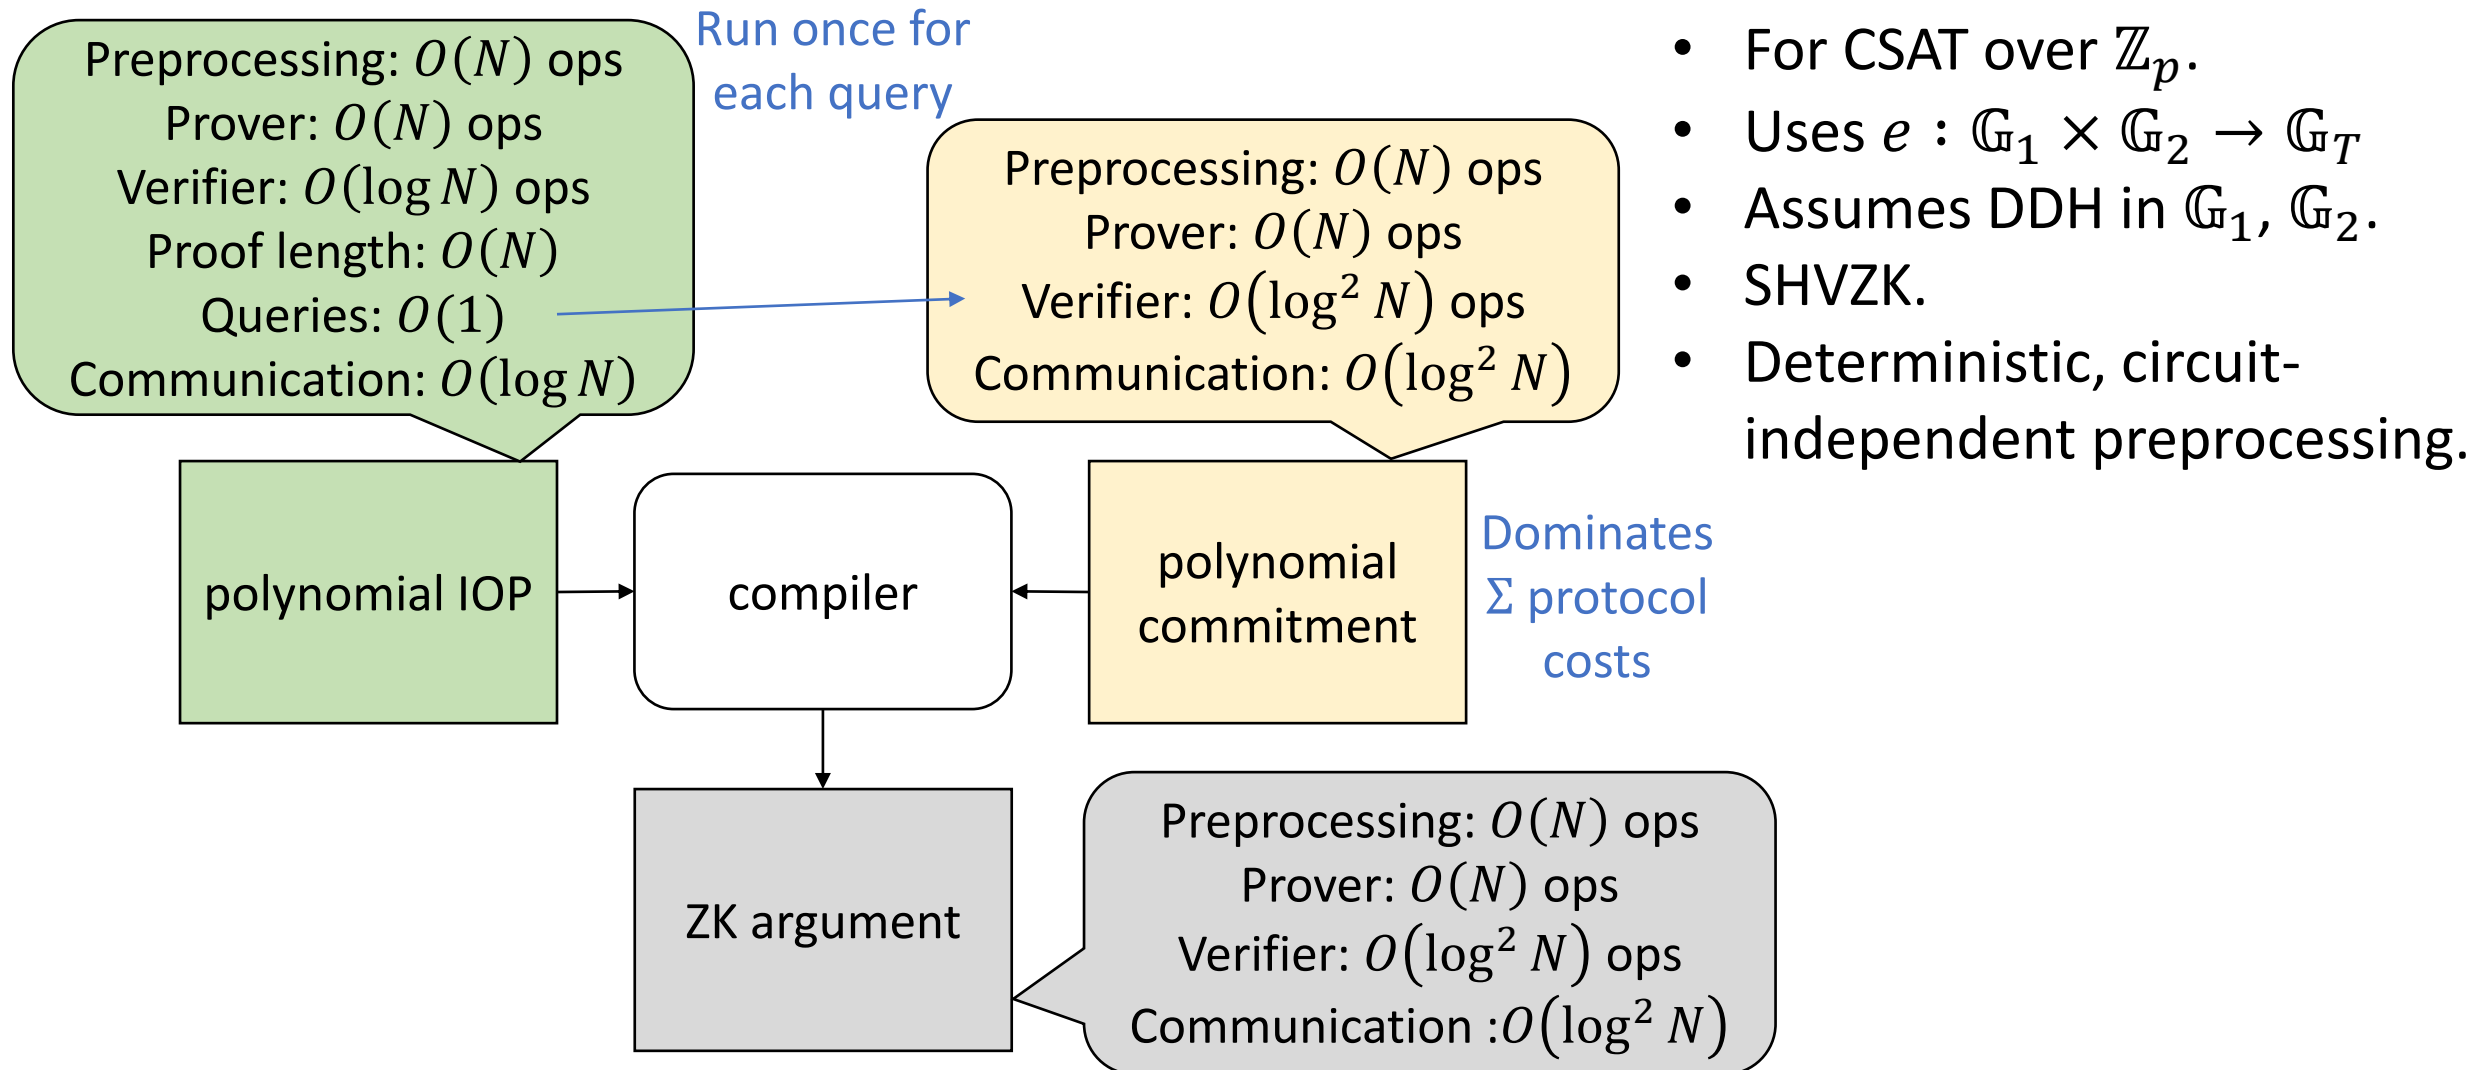 Preprocessing: O(N) ops
Prover: O(N) ops
Verifier: O(log N) ops
Proof length: O(N)
Queries: O(1)
Communication: O(log N)
Run once for
each query
Preprocessing: O(N) ops
Prover: O(N) ops
Verifier: O(log² N) ops
Communication: O(log² N)
• For CSAT over ℤₚ.
• Uses e : 𝔾₁ × 𝔾₂ → 𝔾_T
• Assumes DDH in 𝔾₁, 𝔾₂.
• SHVZK.
• Deterministic, circuit-
independent preprocessing.
polynomial IOP
compiler
polynomial
commitment
Dominates
Σ protocol
costs
ZK argument
Preprocessing: O(N) ops
Prover: O(N) ops
Verifier: O(log² N) ops
Communication :O(log² N)